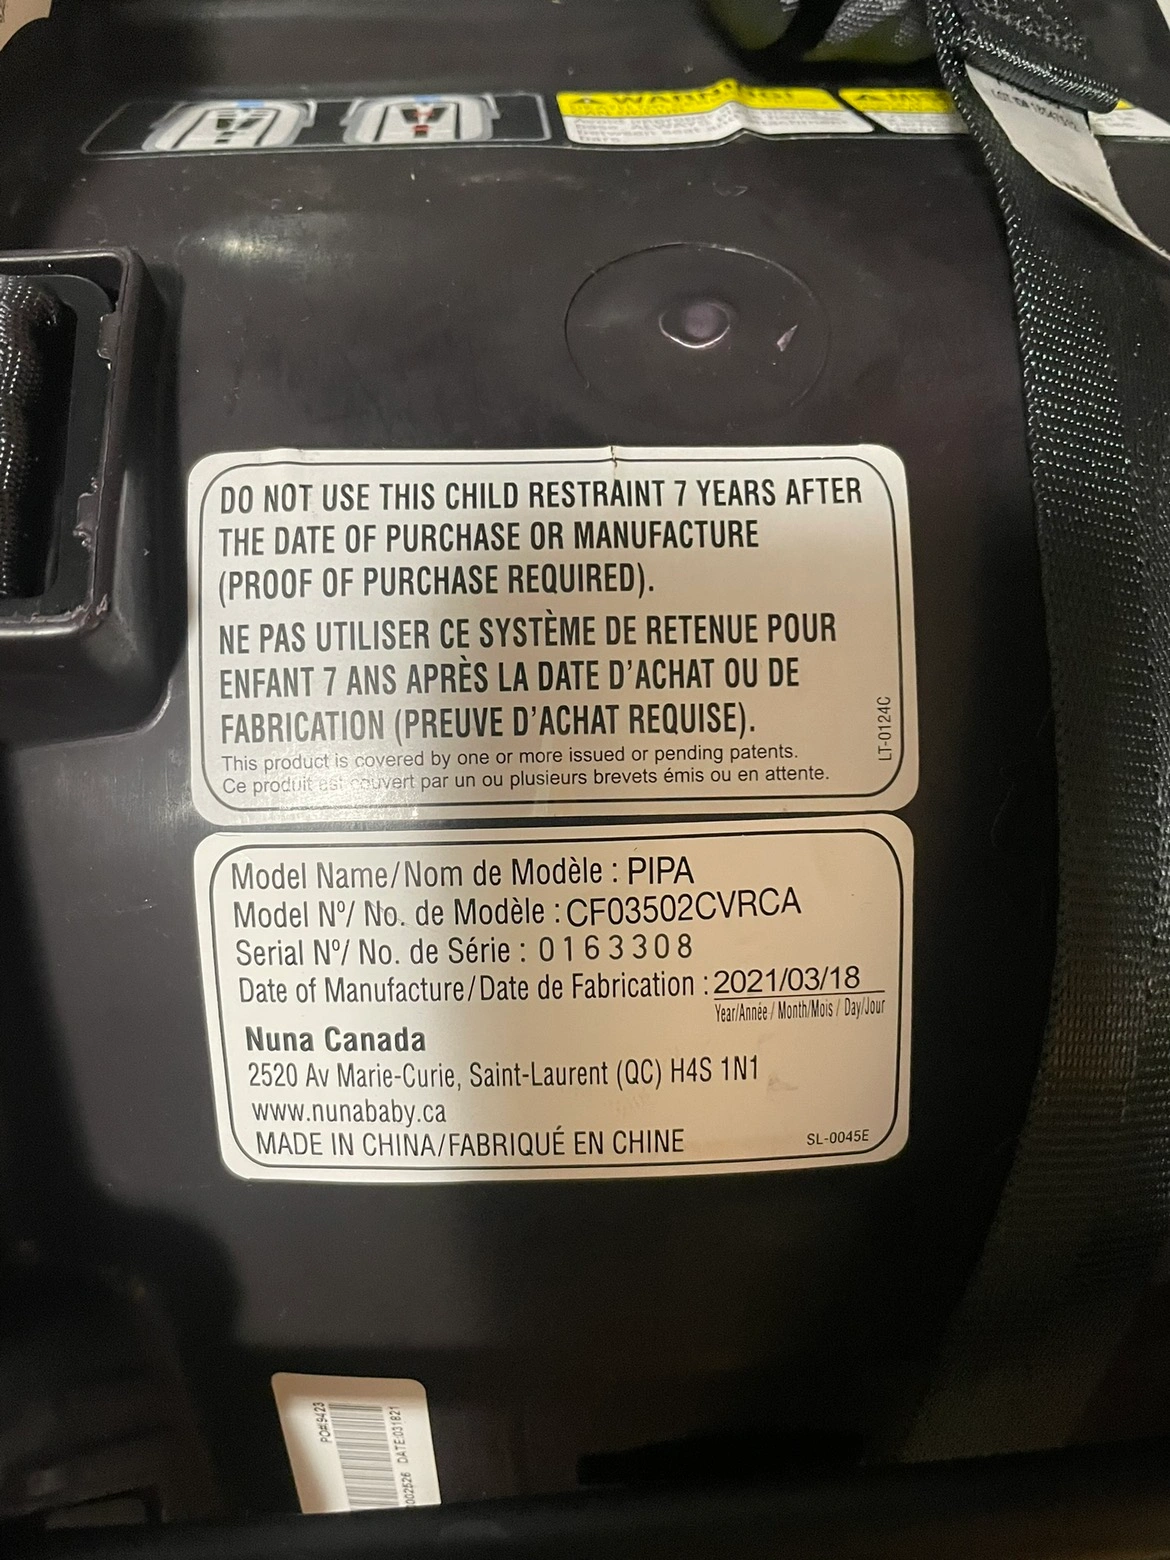 WARNING!
DO NOT USE THIS CHILD RESTRAINT 7 YEARS AFTER
THE DATE OF PURCHASE OR MANUFACTURE
(PROOF OF PURCHASE REQUIRED).
NE PAS UTILISER CE SYSTÈME DE RETENUE POUR
ENFANT 7 ANS APRÈS LA DATE D'ACHAT OU DE
FABRICATION (PREUVE D'ACHAT REQUISE).
This product is covered by one or more issued or pending patents.
Ce produit est couvert par un ou plusieurs brevets émis ou en attente.
LT-0124C
Model Name/Nom de Modèle : PIPA
Model Nº/ No. de Modèle : CF03502CVRCA
Serial Nº/ No. de Série : 0163308
Date of Manufacture/Date de Fabrication : 2021/03/18
Year/Année / Month/Mois / Day/Jour
Nuna Canada
2520 Av Marie-Curie, Saint-Laurent (QC) H4S 1N1
www.nunababy.ca
MADE IN CHINA/FABRIQUÉ EN CHINE
SL-0045E
DATE:031821